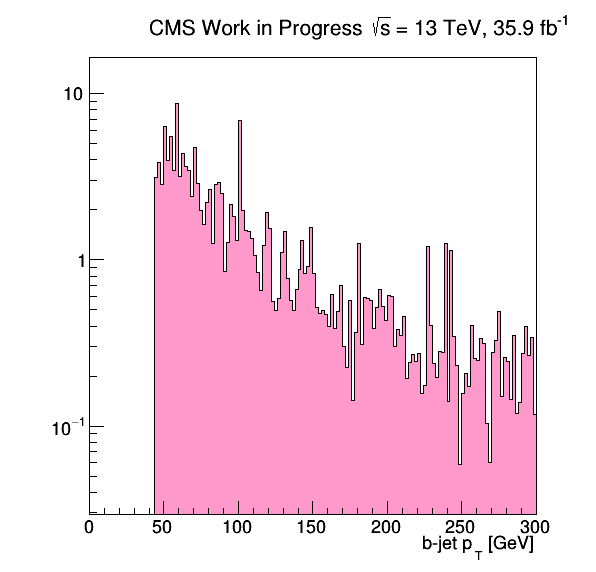 CMS Work in Progress √s = 13 TeV, 35.9 fb⁻¹
10
1
10⁻¹
0 50 100 150 200 250 300
b-jet p_T [GeV]